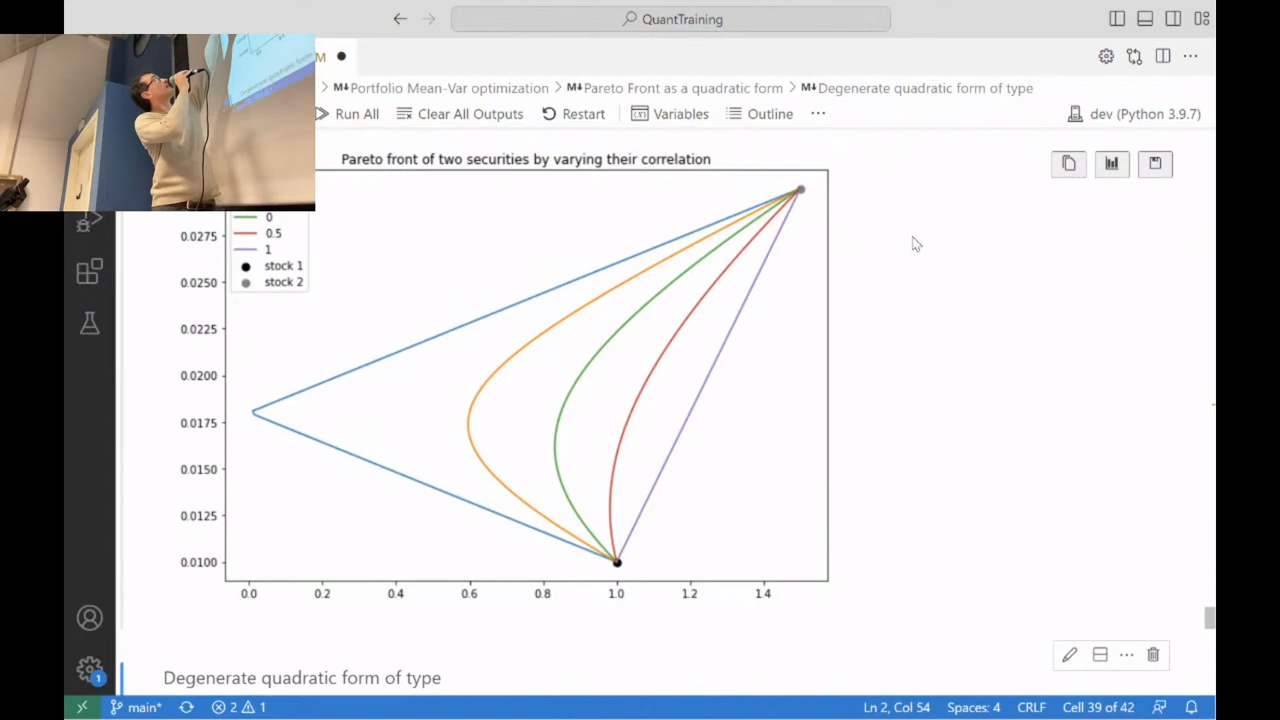 QuantTraining
M
Portfolio Mean-Var optimization > Pareto Front as a quadratic form > Degenerate quadratic form of type
Run All Clear All Outputs Restart Variables Outline ... dev (Python 3.9.7)
Pareto front of two securities by varying their correlation
0
0.5
1
stock 1
stock 2
0.0275
0.0250
0.0225
0.0200
0.0175
0.0150
0.0125
0.0100
0.0 0.2 0.4 0.6 0.8 1.0 1.2 1.4
Degenerate quadratic form of type
1
main* 2 1 Ln 2, Col 54 Spaces: 4 CRLF Cell 39 of 42
Degenerate quadratic form